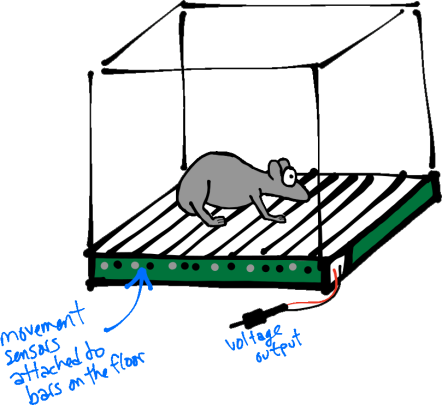 movement
sensors
attached to
bars on the floor
voltage
output